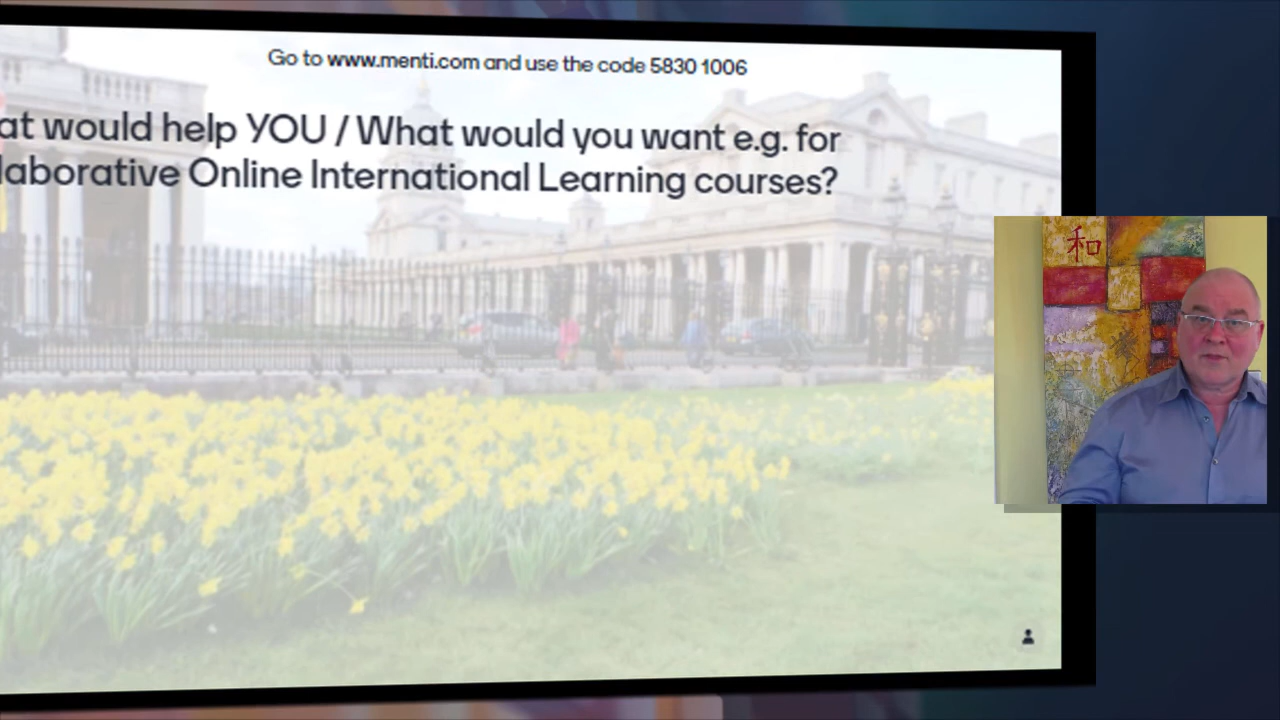 Go to www.menti.com and use the code 5830 1006
at would help YOU / What would you want e.g. for
laborative Online International Learning courses?
和